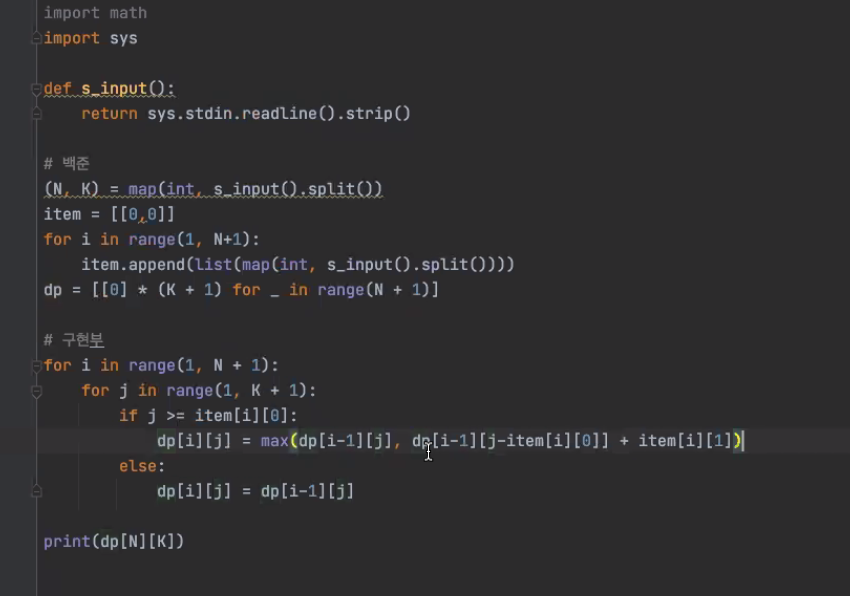 import math
import sys
def s_input():
    return sys.stdin.readline().strip()
# 백준
(N, K) = map(int, s_input().split())
item = [[0,0]]
for i in range(1, N+1):
    item.append(list(map(int, s_input().split())))
dp = [[0] * (K + 1) for _ in range(N + 1)]
# 구현부
for i in range(1, N + 1):
    for j in range(1, K + 1):
        if j >= item[i][0]:
            dp[i][j] = max(dp[i-1][j], dp[i-1][j-item[i][0]] + item[i][1])
        else:
            dp[i][j] = dp[i-1][j]
print(dp[N][K])